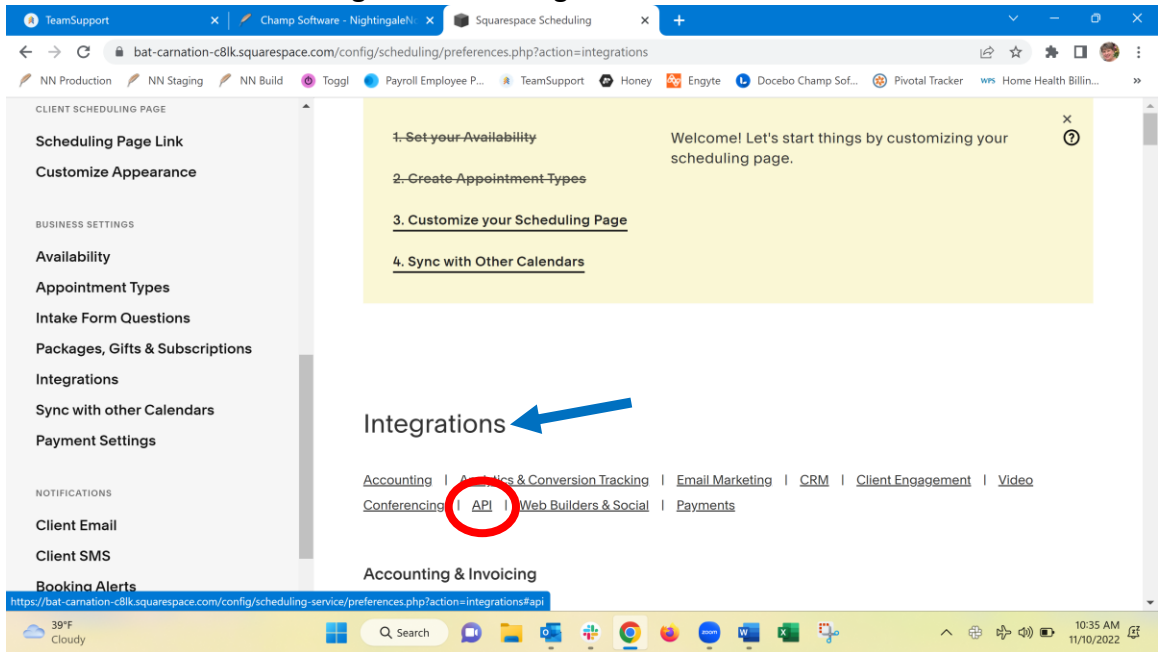 TeamSupport
Champ Software - NightingaleNo
Squarespace Scheduling
bat-carnation-c8lk.squarespace.com/config/scheduling/preferences.php?action=integrations
NN Production NN Staging NN Build Toggl Payroll Employee P... TeamSupport Honey Engyte Docebo Champ Sof... Pivotal Tracker WPS Home Health Billin... »
CLIENT SCHEDULING PAGE
Scheduling Page Link
Customize Appearance
BUSINESS SETTINGS
Availability
Appointment Types
Intake Form Questions
Packages, Gifts & Subscriptions
Integrations
Sync with other Calendars
Payment Settings
NOTIFICATIONS
Client Email
Client SMS
Booking Alerts
1. Set your Availability
2. Create Appointment Types
3. Customize your Scheduling Page
4. Sync with Other Calendars
Welcome! Let's start things by customizing your
scheduling page.
Integrations
Accounting | Analytics & Conversion Tracking | Email Marketing | CRM | Client Engagement | Video
Conferencing | API | Web Builders & Social | Payments
Accounting & Invoicing
https://bat-carnation-c8lk.squarespace.com/config/scheduling-service/preferences.php?action=integrations#api
39°F
Cloudy
Search
zoom
10:35 AM
11/10/2022